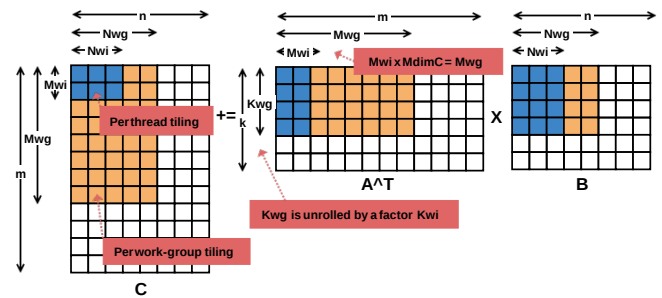 n
Nwg
Nwi
m
Mwg
Mwi
Per thread tiling
Per work-group tiling
C
+=
m
Mwg
Mwi
Mwi x MdimC = Mwg
Kwg
k
A^T
Kwg is unrolled by a factor Kwi
X
n
Nwg
Nwi
B